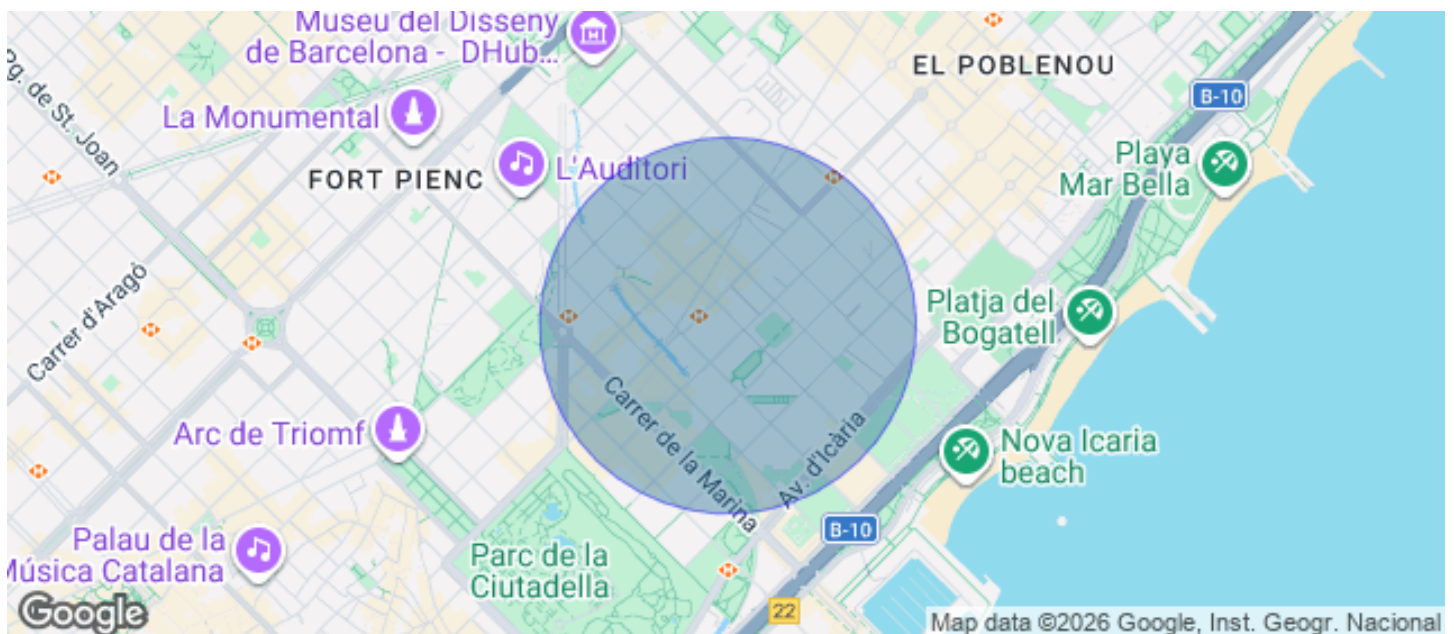 Museu del Disseny
de Barcelona - DHub...
EL POBLENOU
B-10
Pg. de St. Joan
La Monumental
Playa
Mar Bella
L'Auditori
FORT PIENC
Carrer d'Aragó
Platja del
Bogatell
Arc de Triomf
Carrer de la Marina
Av. d'Icària
Nova Icaria
beach
B-10
Palau de la
Música Catalana
Parc de la
Ciutadella
22
Google
Map data ©2026 Google, Inst. Geogr. Nacional